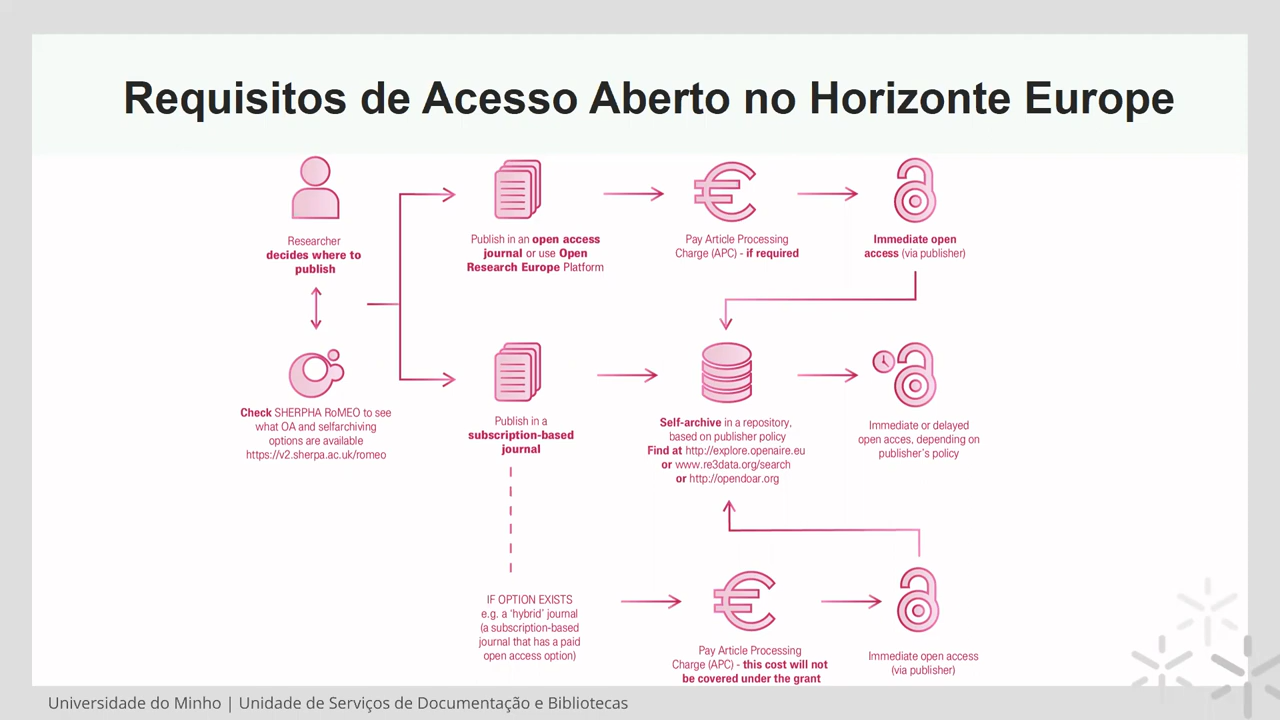 Requisitos de Acesso Aberto no Horizonte Europe
Researcher
decides where to
publish
Publish in an open access
journal or use Open
Research Europe Platform
Pay Article Processing
Charge (APC) - if required
Immediate open
access (via publisher)
Check SHERPHA RoMEO to see
what OA and selfarchiving
options are available
https://v2.sherpa.ac.uk/romeo
Publish in a
subscription-based
journal
Self-archive in a repository,
based on publisher policy
Find at http://explore.openaire.eu
or www.re3data.org/search
or http://opendoar.org
Immediate or delayed
open acces, depending on
publisher's policy
IF OPTION EXISTS
e.g. a 'hybrid' journal
(a subscription-based
journal that has a paid
open access option)
Pay Article Processing
Charge (APC) - this cost will not
be covered under the grant
Immediate open access
(via publisher)
Universidade do Minho | Unidade de Serviços de Documentação e Bibliotecas